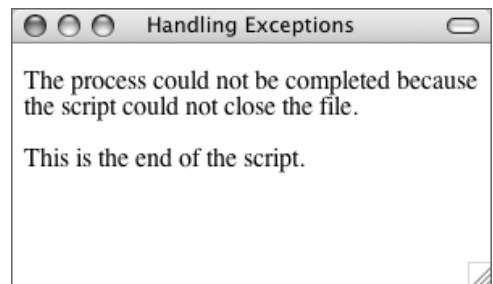 Handling Exceptions
The process could not be completed because
the script could not close the file.
This is the end of the script.